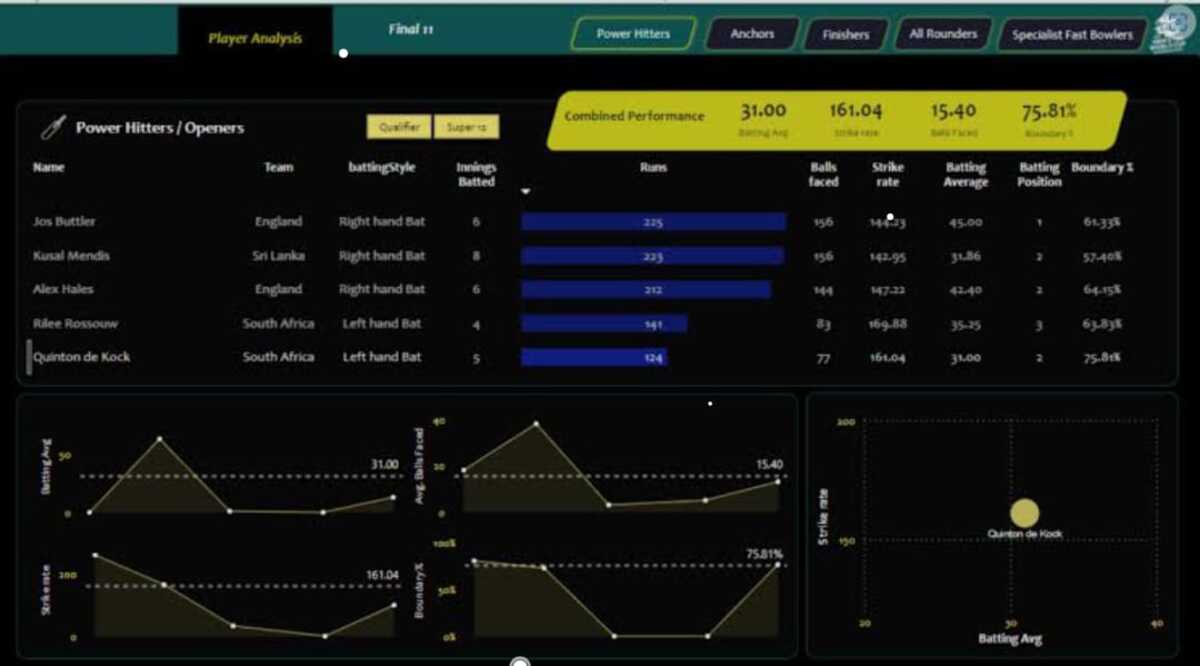 Player Analysis
Final 11
Power Hitters
Anchors
Finishers
All Rounders
Specialist Fast Bowlers
Power Hitters / Openers
Qualifier
Super 12
Combined Performance
31.00 161.04 15.40 75.81%
Batting Avg Strike rate Balls Faced Boundary %
Name Team battingStyle Innings Batted Runs Balls faced Strike rate Batting Average Batting Position Boundary %
Jos Buttler England Right hand Bat 6 225 156 144.23 45.00 1 61.33%
Kusal Mendis Sri Lanka Right hand Bat 8 223 156 142.95 31.86 2 57.40%
Alex Hales England Right hand Bat 6 212 144 147.22 42.40 2 64.15%
Rilee Rossouw South Africa Left hand Bat 4 141 83 169.88 35.25 3 63.83%
Quinton de Kock South Africa Left hand Bat 5 124 77 161.04 31.00 2 75.81%
Batting Avg
50
0
31.00
Avg. Balls Faced
40
20
0
15.40
Strike rate
200
0
161.04
Boundary%
100%
50%
0%
75.81%
Strike rate
200
150
Quinton de Kock
20 30 40
Batting Avg